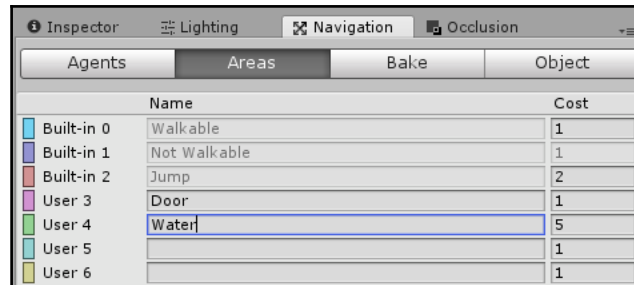 Inspector Lighting Navigation Occlusion
Agents Areas Bake Object
Name Cost
Built-in 0 Walkable 1
Built-in 1 Not Walkable 1
Built-in 2 Jump 2
User 3 Door 1
User 4 Water 5
User 5 1
User 6 1